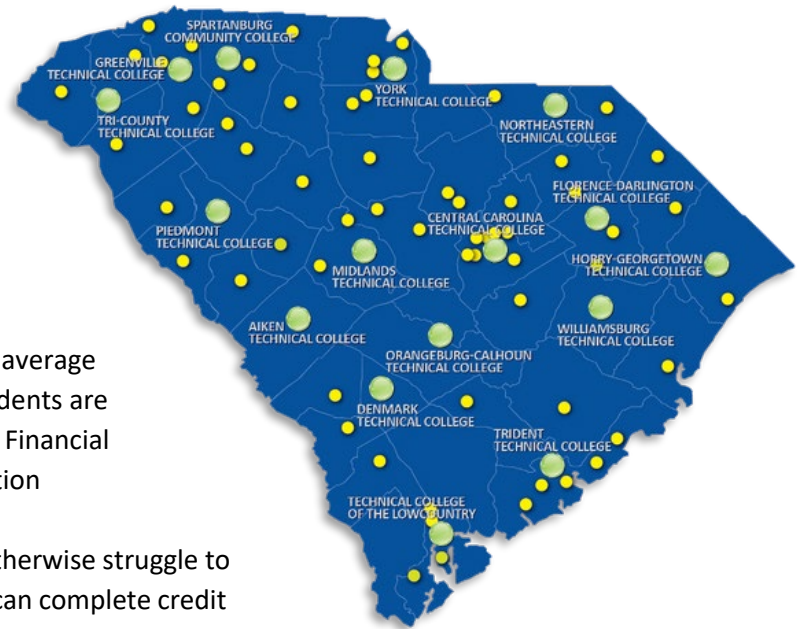 SPARTANBURG
COMMUNITY COLLEGE
GREENVILLE
TECHNICAL COLLEGE
YORK
TECHNICAL COLLEGE
TRI-COUNTY
TECHNICAL COLLEGE
NORTHEASTERN
TECHNICAL COLLEGE
FLORENCE-DARLINGTON
TECHNICAL COLLEGE
PIEDMONT
TECHNICAL COLLEGE
CENTRAL CAROLINA
TECHNICAL COLLEGE
MIDLANDS
TECHNICAL COLLEGE
HORRY-GEORGETOWN
TECHNICAL COLLEGE
AIKEN
TECHNICAL COLLEGE
WILLIAMSBURG
TECHNICAL COLLEGE
ORANGEBURG-CALHOUN
TECHNICAL COLLEGE
DENMARK
TECHNICAL COLLEGE
TRIDENT
TECHNICAL COLLEGE
TECHNICAL COLLEGE
OF THE LOWCOUNTRY
average
dents are
Financial
tion
therwise struggle to
can complete credit